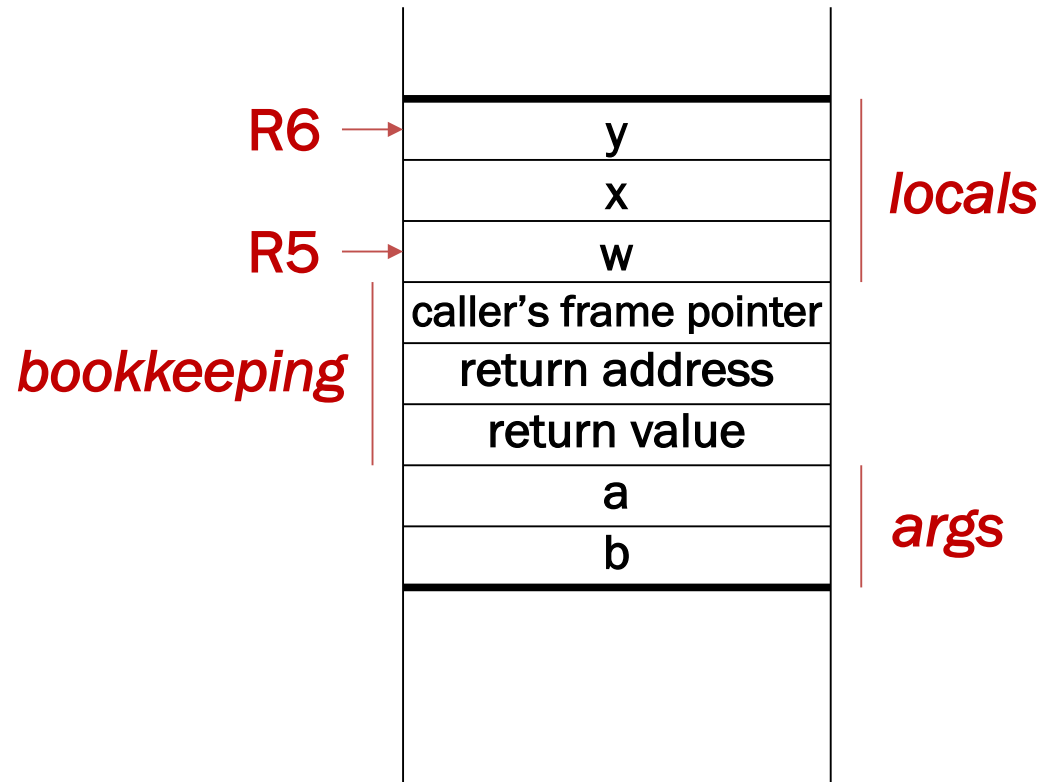 R6
y
x
locals
R5
w
caller’s frame pointer
bookkeeping
return address
return value
a
args
b